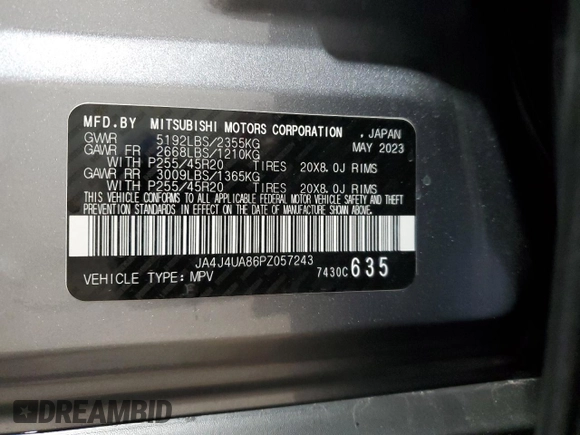 MFD.BY MITSUBISHI MOTORS CORPORATION , JAPAN
GVWR 5192LBS/2355KG MAY 2023
GAWR FR 2668LBS/1210KG
WITH P255/45R20 TIRES 20X8.0J RIMS
GAWR RR 3009LBS/1365KG
WITH P255/45R20 TIRES 20X8.0J RIMS
THIS VEHICLE CONFORMS TO ALL APPLICABLE FEDERAL MOTOR VEHICLE SAFETY AND
THEFT PREVENTION STANDARDS IN EFFECT ON THE DATE OF MANUFACTURE SHOWN ABOVE.
JA4J4UA86PZ057243
VEHICLE TYPE:MPV 7430C 635
DREAMBID